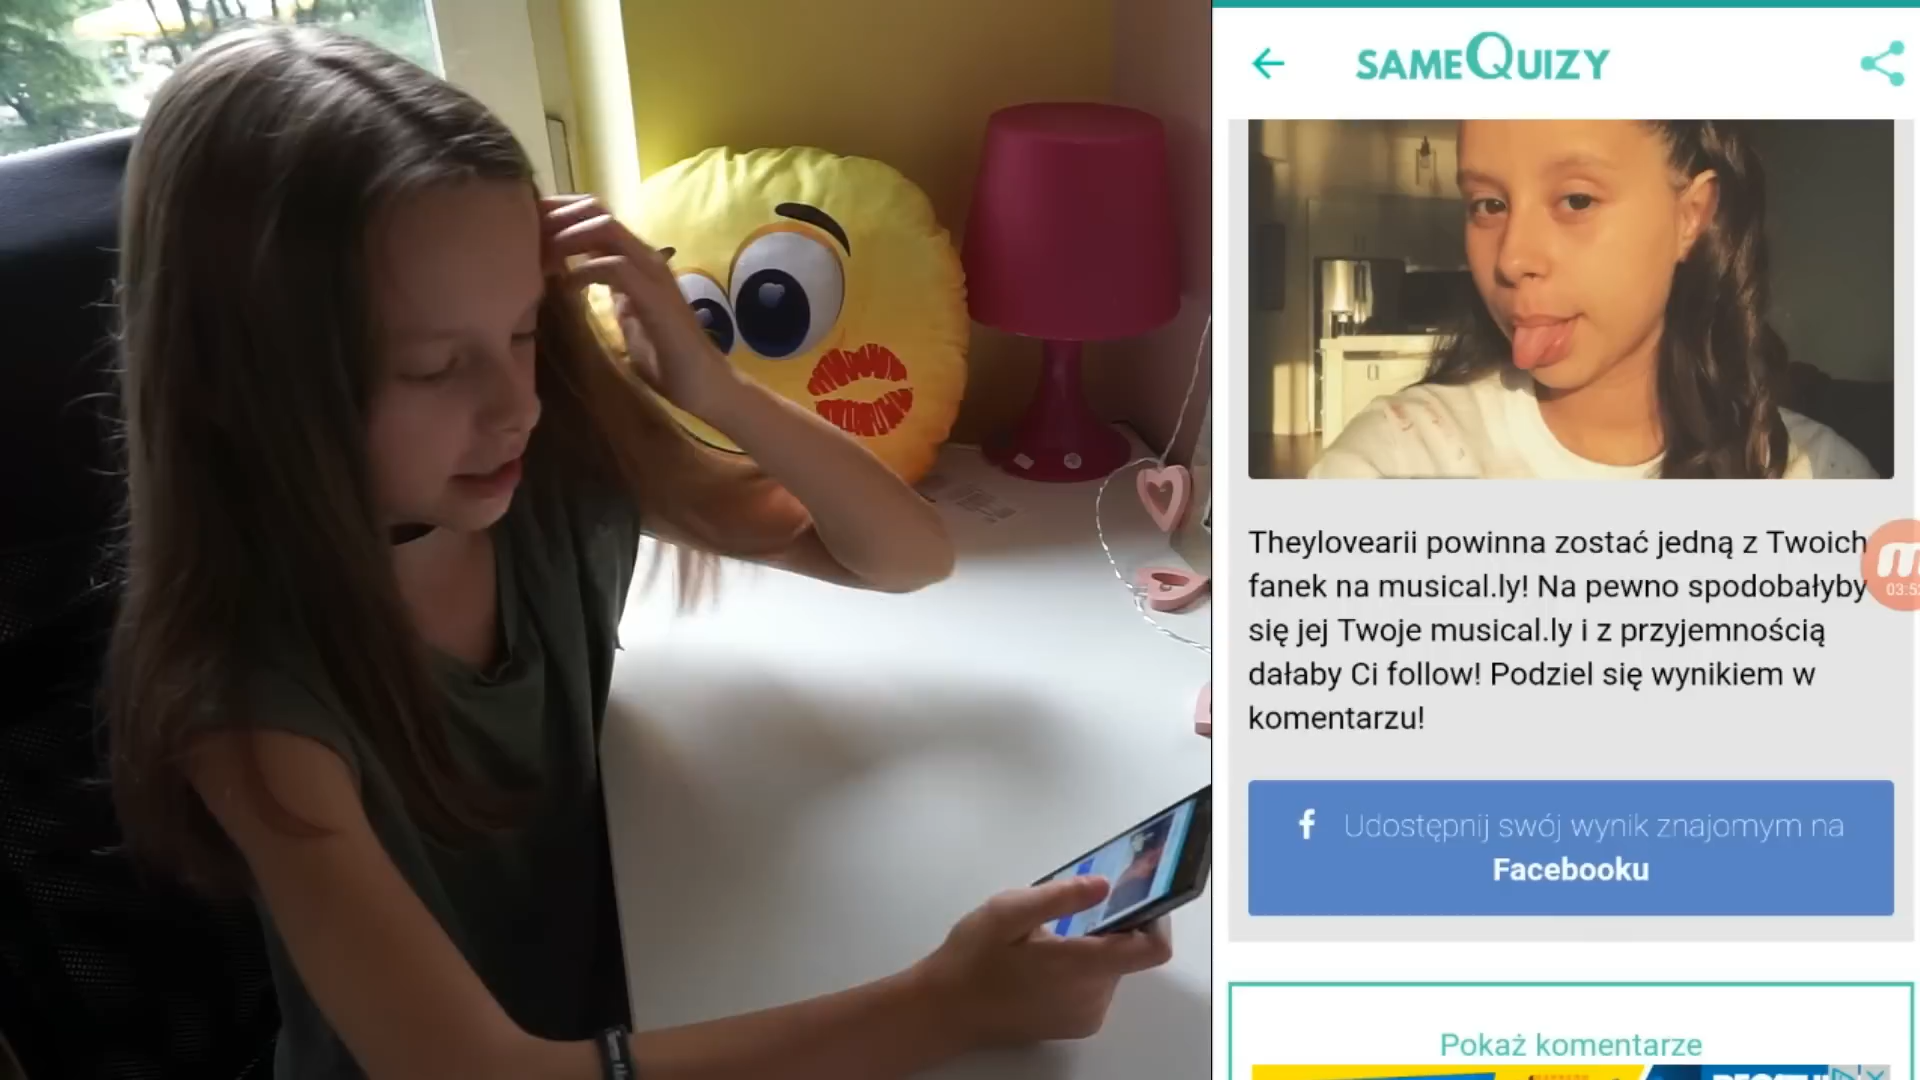 SAMEQUIZY
Theylovearii powinna zostać jedną z Twoich
fanek na musical.ly! Na pewno spodobałyby
się jej Twoje musical.ly i z przyjemnością
dałaby Ci follow! Podziel się wynikiem w
komentarzu!
Udostępnij swój wynik znajomym na
Facebooku
Pokaż komentarze